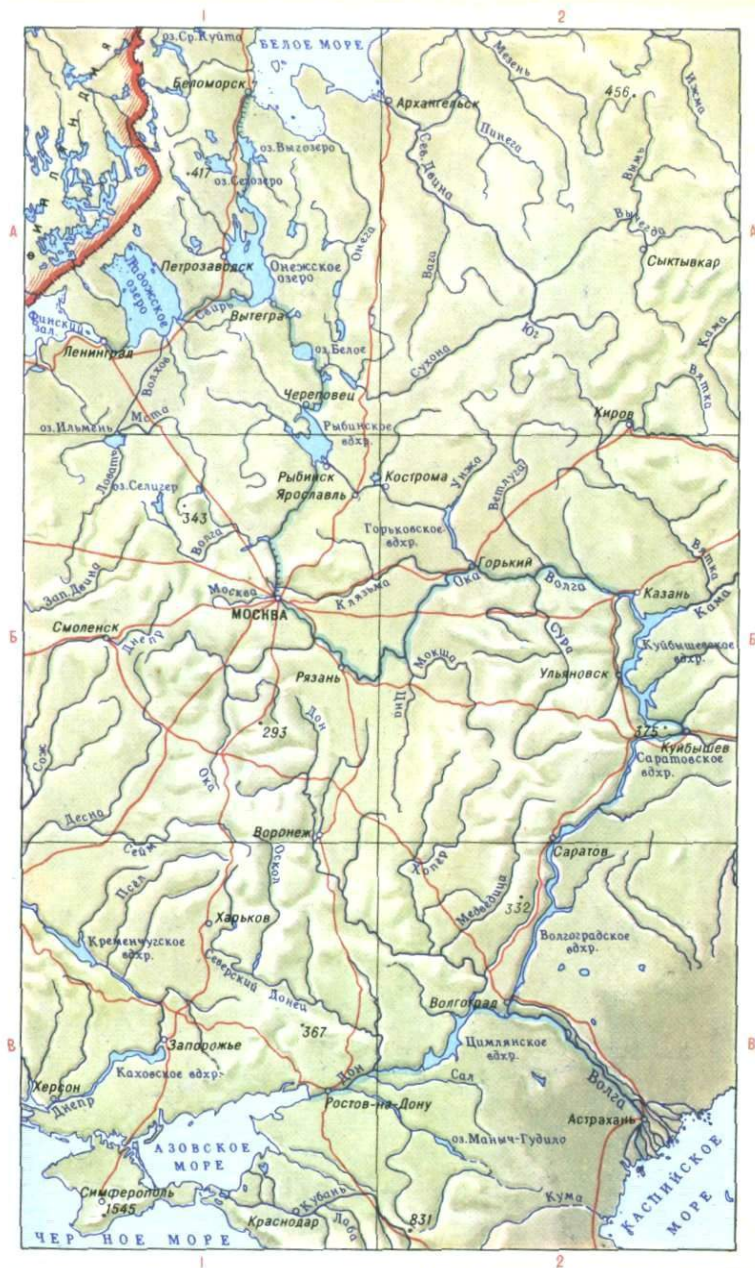 1
2
оз.Ср.Куйто
БЕЛОЕ МОРЕ
Мезень
Ижма
Беломорск
Архангельск
456
Пинега
Сев.Двина
Вымь
ФИНЛЯНДИЯ
оз.Выгозеро
417
оз.Сегозеро
А
А
Онега
Вычегда
Вага
Сыктывкар
Петрозаводск
Онежское
озеро
Ладожское
озеро
Свирь
Вытегра
Финский
зал.
Юг
Кама
Ленинград
Волхов
оз.Белое
Сухона
Вятка
Череповец
Мста
оз.Ильмень
Рыбинское
вдхр.
Киров
Ловать
Рыбинск
Ярославль
Кострома
Унжа
Ветлуга
оз.Селигер
343
Волга
Горьковское
вдхр.
Вятка
Горький
Зап.Двина
Москва
МОСКВА
Клязьма
Ока
Волга
Казань
Кама
Смоленск
Днепр
Б
Б
Сура
Куйбышевское
вдхр.
Мокша
Рязань
Цна
Ульяновск
293
Дон
375
Куйбышев
Саратовское
вдхр.
Сож
Ока
Десна
Сейм
Воронеж
Оскол
Саратов
Хопер
Псёл
Медведица
332
Харьков
Кременчугское
вдхр.
Волгоградское
вдхр.
Северский Донец
Волгоград
367
В
В
Запорожье
Цимлянское
вдхр.
Каховское вдхр.
Херсон
Днепр
Дон
Сал
Волга
Ростов-на-Дону
Астрахань
оз.Маныч-Гудило
АЗОВСКОЕ
МОРЕ
КАСПИЙСКОЕ
МОРЕ
Симферополь
1545
Кубань
Краснодар
Лаба
Кума
831
ЧЕРНОЕ МОРЕ
1
2